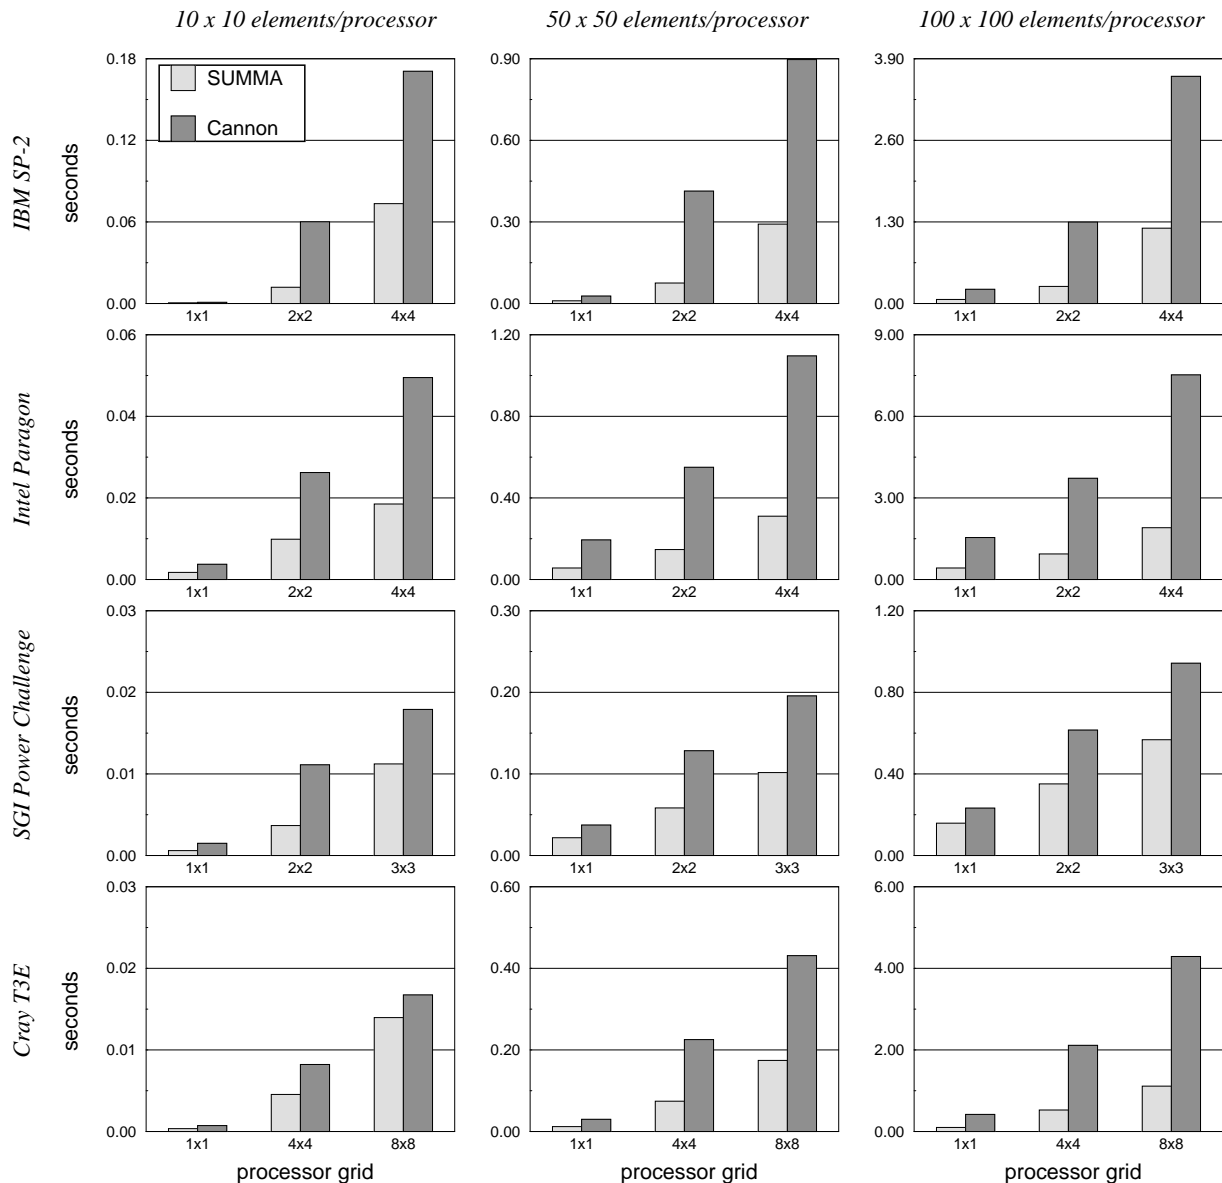 10 x 10 elements/processor 50 x 50 elements/processor 100 x 100 elements/processor
IBM SP-2
seconds
0.18
0.12
0.06
0.00
SUMMA
Cannon
1x1 2x2 4x4
0.90
0.60
0.30
0.00
1x1 2x2 4x4
3.90
2.60
1.30
0.00
1x1 2x2 4x4
Intel Paragon
seconds
0.06
0.04
0.02
0.00
1x1 2x2 4x4
1.20
0.80
0.40
0.00
1x1 2x2 4x4
9.00
6.00
3.00
0.00
1x1 2x2 4x4
SGI Power Challenge
seconds
0.03
0.02
0.01
0.00
1x1 2x2 3x3
0.30
0.20
0.10
0.00
1x1 2x2 3x3
1.20
0.80
0.40
0.00
1x1 2x2 3x3
Cray T3E
seconds
0.03
0.02
0.01
0.00
1x1 4x4 8x8
processor grid
0.60
0.40
0.20
0.00
1x1 4x4 8x8
processor grid
6.00
4.00
2.00
0.00
1x1 4x4 8x8
processor grid